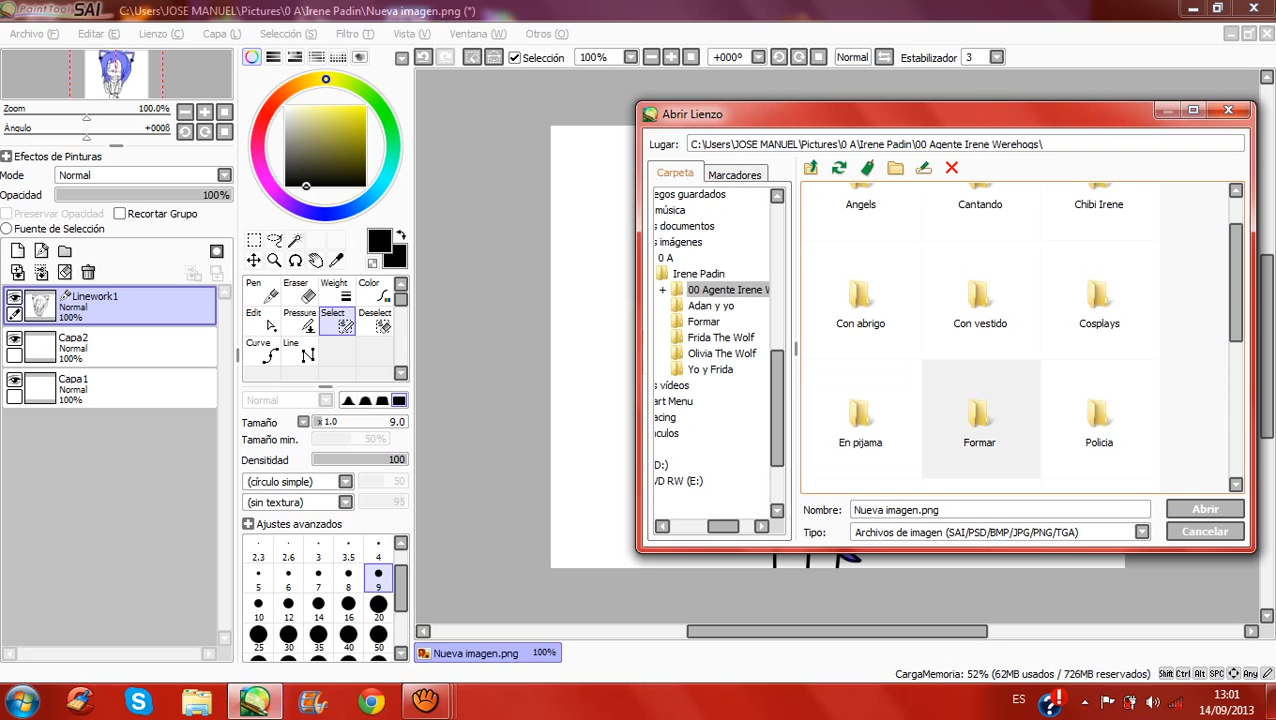 PaintTool SAI
C:\Users\JOSE MANUEL\Pictures\0 A\Irene Padin\Nueva imagen.png (*)
Archivo (F) Editar (E) Lienzo (C) Capa (L) Selección (S) Filtro (T) Vista (V) Ventana (W) Otros (O)
Selección 100% +000º Normal Estabilizador 3
Zoom 100.0%
Ángulo +000ß
Efectos de Pinturas
Modo Normal
Opacidad 100%
Preservar Opacidad Recortar Grupo
Fuente de Selección
Linework1
Normal
100%
Capa2
Normal
100%
Capa1
Normal
100%
Pen Eraser Weight Color
Edit Pressure Select Deselect
Curve Line
Normal
Tamaño x1.0 9.0
Tamaño min. 50%
Densitidad 100
(círculo simple) 50
(sin textura) 95
Ajustes avanzados
2.3 2.6 3 3.5 4
5 6 7 8 9
10 12 14 16 20
25 30 35 40 50
Abrir Lienzo
Lugar: C:\Users\JOSE MANUEL\Pictures\0 A\Irene Padin\00 Agente Irene Werehogs\
Carpeta Marcadores
egos guardados
música
s documentos
s imágenes
0 A
Irene Padin
+ 00 Agente Irene W
Adan y yo
Formar
Frida The Wolf
Olivia The Wolf
Yo y Frida
s vídeos
art Menu
acing
culos
D:)
VD RW (E:)
Angels Cantando Chibi Irene
Con abrigo Con vestido Cosplays
En pijama Formar Policia
Nombre: Nueva imagen.png Abrir
Tipo: Archivos de imagen (SAI/PSD/BMP/JPG/PNG/TGA) Cancelar
Nueva imagen.png 100%
CargaMemoria: 52% (62MB usados / 726MB reservados) Shift Ctrl Alt SPC Any
ES
13:01
14/09/2013